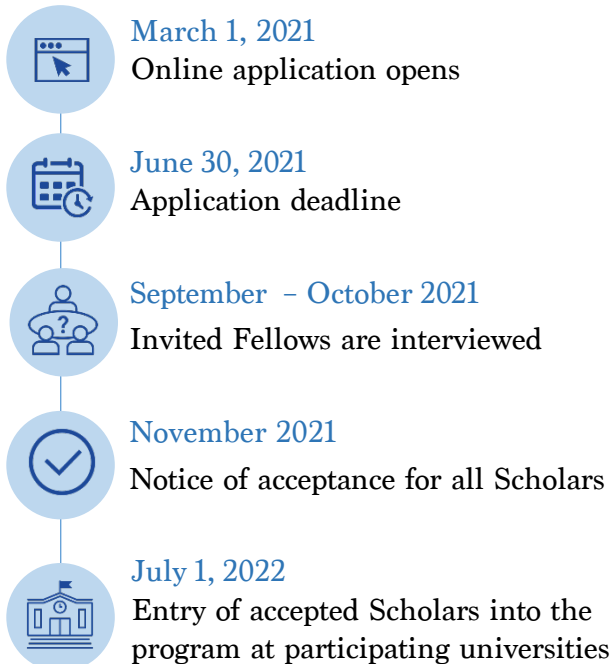 March 1, 2021
Online application opens
June 30, 2021
Application deadline
September – October 2021
?
Invited Fellows are interviewed
November 2021
Notice of acceptance for all Scholars
July 1, 2022
Entry of accepted Scholars into the
program at participating universities